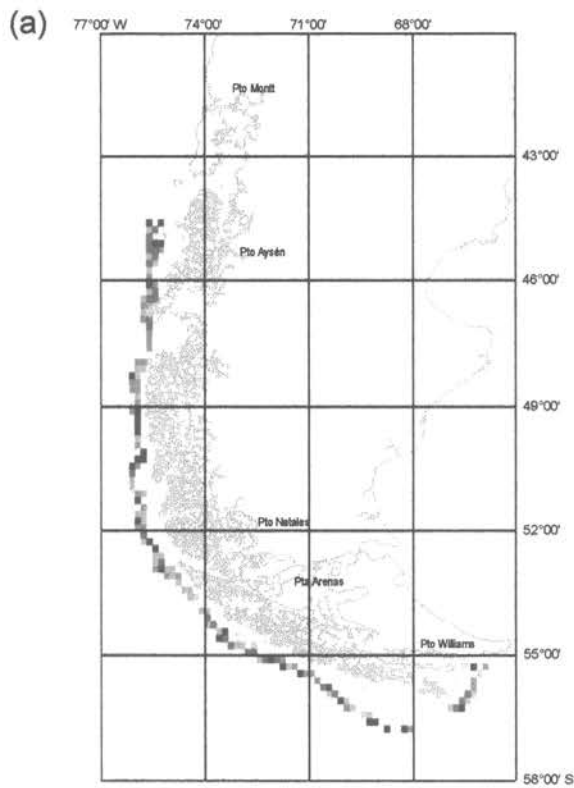 (a)
77°00' W 74°00' 71°00' 68°00'
Pto Montt
43°00'
Pto Aysén
46°00'
49°00'
Pto Natales
52°00'
Pta Arenas
Pto Williams
55°00'
58°00' S